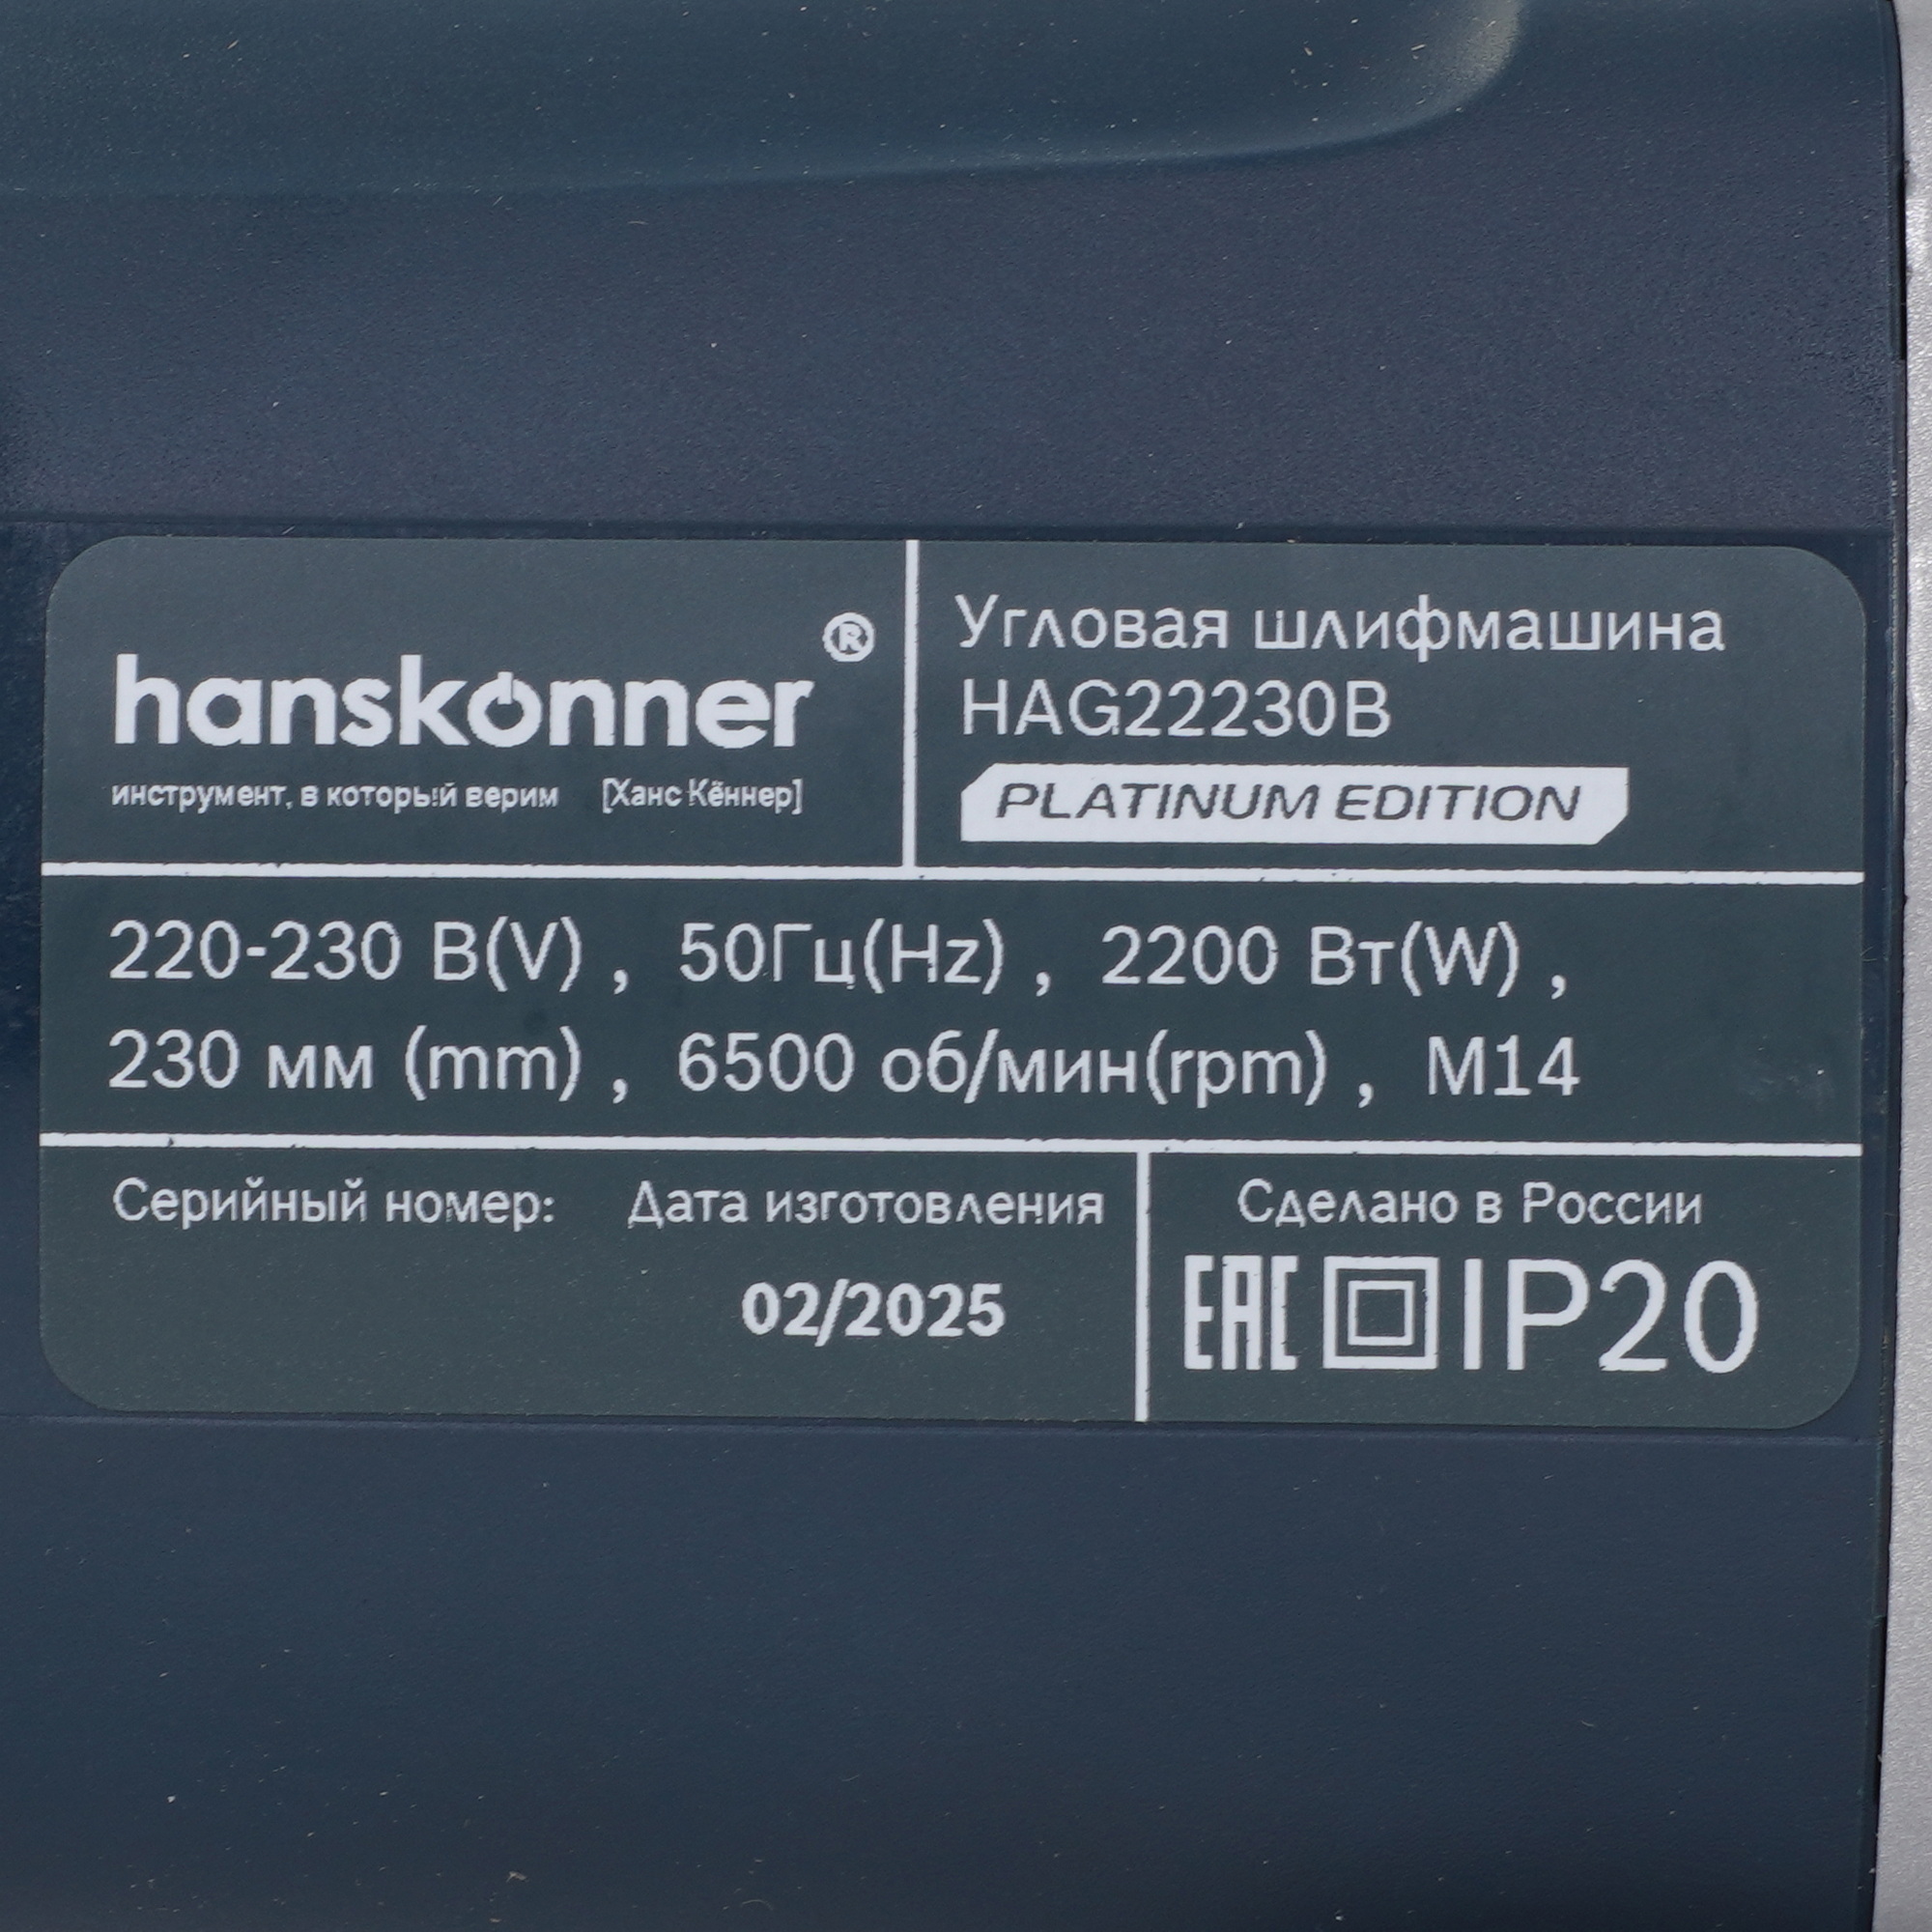 hanskönner®
инструмент, в который верим [Ханс Кённер]
Угловая шлифмашина
HAG22230B
PLATINUM EDITION
220-230 В(V) , 50Гц(Hz) , 2200 Вт(W) ,
230 мм (mm) , 6500 об/мин(rpm) , M14
Серийный номер: Дата изготовления
02/2025
Сделано в России
EAC IP20